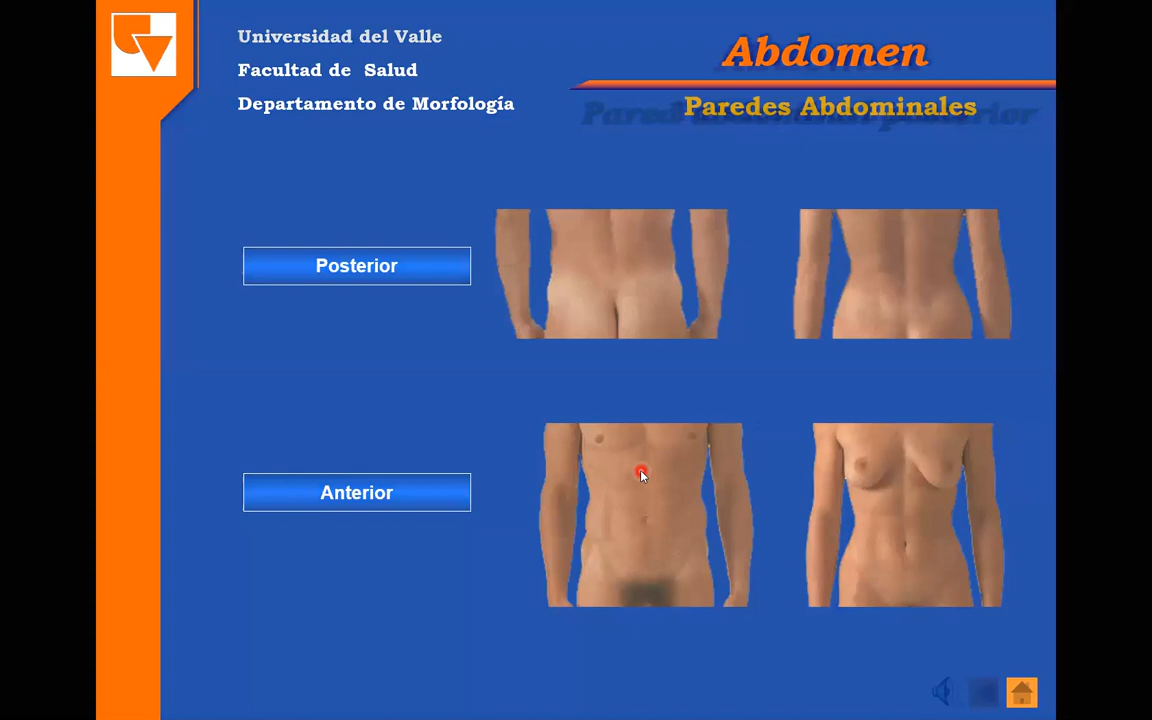 Universidad del Valle
Facultad de Salud
Departamento de Morfología
Abdomen
Paredes Abdominales
Posterior
Anterior